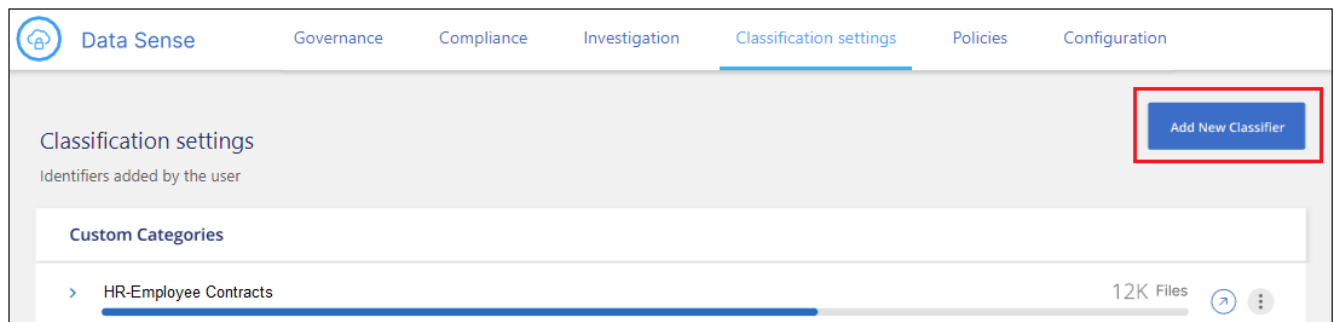 Data Sense Governance Compliance Investigation Classification settings Policies Configuration
Add New Classifier
Classification settings
Identifiers added by the user
Custom Categories
HR-Employee Contracts 12K Files